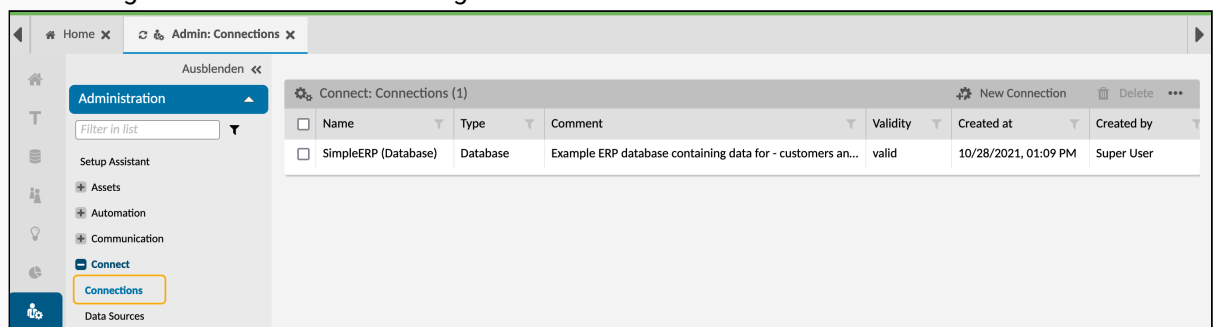 Home
Admin: Connections
Ausblenden
Administration
Filter in list
Setup Assistant
Assets
Automation
Communication
Connect
Connections
Data Sources
Connect: Connections (1)
New Connection
Delete
Name Type Comment Validity Created at Created by
SimpleERP (Database) Database Example ERP database containing data for - customers an... valid 10/28/2021, 01:09 PM Super User